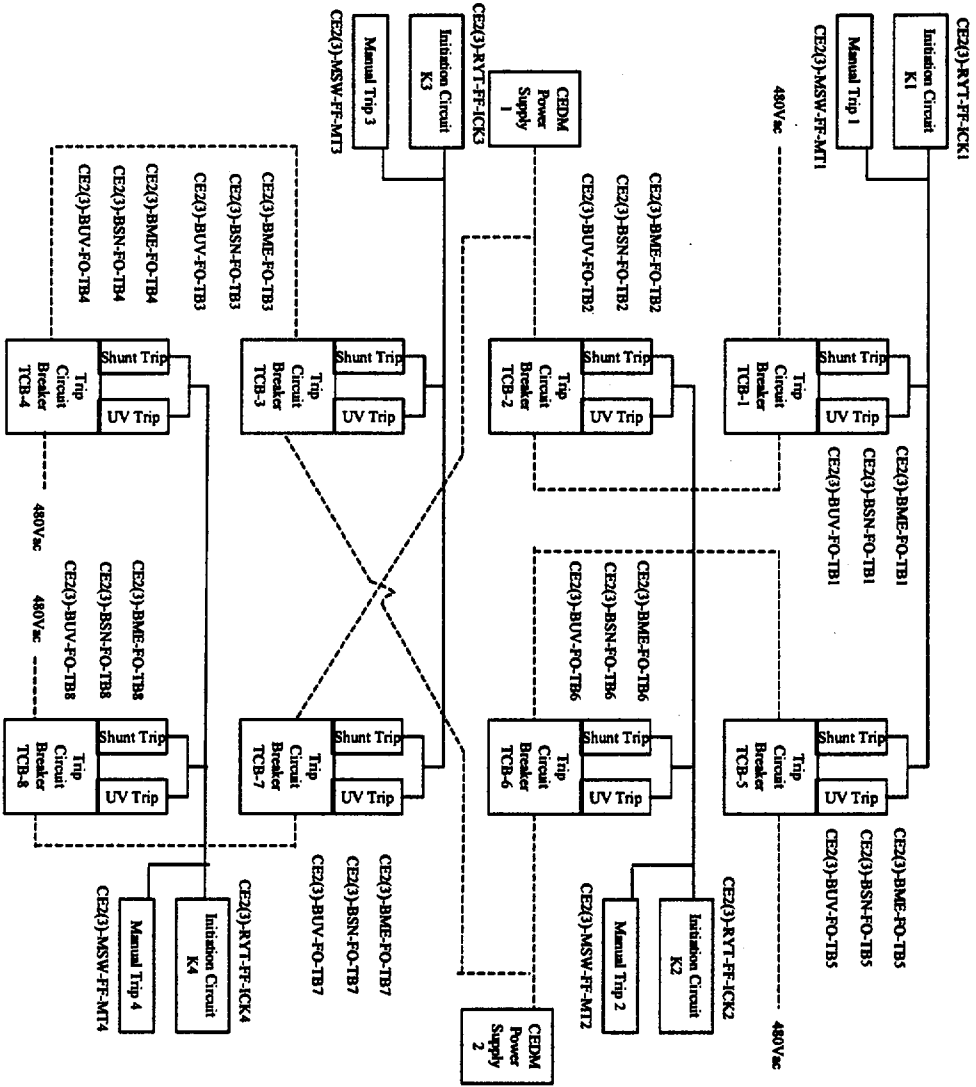 CE2(3)-RYT-FF-ICK1
Initiation Circuit
K1
Manual Trip 1
CE2(3)-MSW-FF-MT1
480Vac
Shunt Trip
UV Trip
Trip
Circuit
Breaker
TCB-1
CE2(3)-BME-FO-TB1
CE2(3)-BSN-FO-TB1
CE2(3)-BUV-FO-TB1
Shunt Trip
UV Trip
Trip
Circuit
Breaker
TCB-5
CE2(3)-BME-FO-TB5
CE2(3)-BSN-FO-TB5
CE2(3)-BUV-FO-TB5
480Vac
CEDM
Power
Supply
1
CE2(3)-BME-FO-TB2
CE2(3)-BSN-FO-TB2
CE2(3)-BUV-FO-TB2
Shunt Trip
UV Trip
Trip
Circuit
Breaker
TCB-2
CE2(3)-BME-FO-TB6
CE2(3)-BSN-FO-TB6
CE2(3)-BUV-FO-TB6
Shunt Trip
UV Trip
Trip
Circuit
Breaker
TCB-6
CE2(3)-RYT-FF-ICK2
Initiation Circuit
K2
Manual Trip 2
CE2(3)-MSW-FF-MT2
CEDM
Power
Supply
2
CE2(3)-RYT-FF-ICK3
Initiation Circuit
K3
Manual Trip 3
CE2(3)-MSW-FF-MT3
CE2(3)-BME-FO-TB3
CE2(3)-BSN-FO-TB3
CE2(3)-BUV-FO-TB3
Shunt Trip
UV Trip
Trip
Circuit
Breaker
TCB-3
Shunt Trip
UV Trip
Trip
Circuit
Breaker
TCB-7
CE2(3)-BME-FO-TB7
CE2(3)-BSN-FO-TB7
CE2(3)-BUV-FO-TB7
CE2(3)-BME-FO-TB4
CE2(3)-BSN-FO-TB4
CE2(3)-BUV-FO-TB4
Shunt Trip
UV Trip
Trip
Circuit
Breaker
TCB-4
480Vac
CE2(3)-BME-FO-TB8
CE2(3)-BSN-FO-TB8
CE2(3)-BUV-FO-TB8
480Vac
Shunt Trip
UV Trip
Trip
Circuit
Breaker
TCB-8
CE2(3)-RYT-FF-ICK4
Initiation Circuit
K4
Manual Trip 4
CE2(3)-MSW-FF-MT4